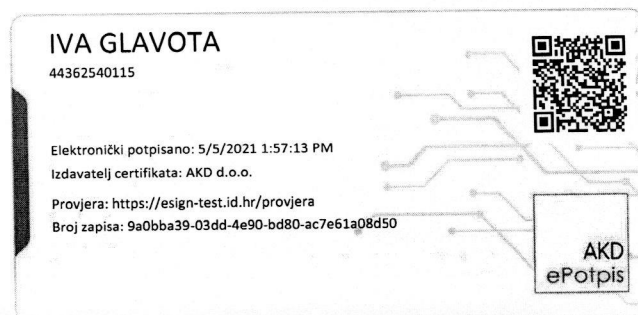 IVA GLAVOTA
44362540115
Elektronički potpisano: 5/5/2021 1:57:13 PM
Izdavatelj certifikata: AKD d.o.o.
Provjera: https://esign-test.id.hr/provjera
Broj zapisa: 9a0bba39-03dd-4e90-bd80-ac7e61a08d50
AKD
ePotpis